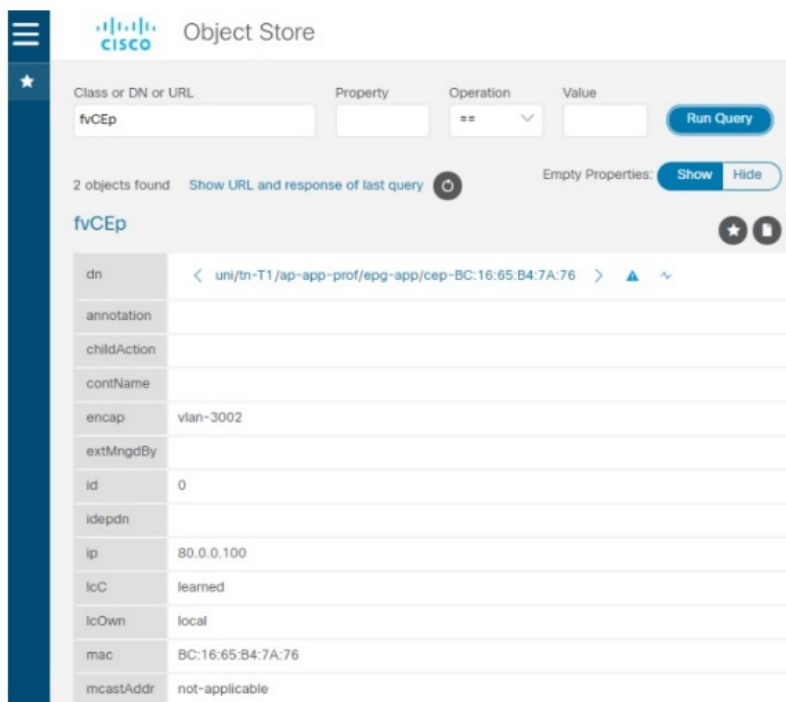 CISCO Object Store
Class or DN or URL Property Operation Value
fvCEp == Run Query
2 objects found Show URL and response of last query Empty Properties: Show Hide
fvCEp
dn uni/tn-T1/ap-app-prof/epg-app/cep-BC:16:65:B4:7A:76
annotation
childAction
contName
encap vlan-3002
extMngdBy
id 0
idepdn
ip 80.0.0.100
lcC learned
lcOwn local
mac BC:16:65:B4:7A:76
mcastAddr not-applicable